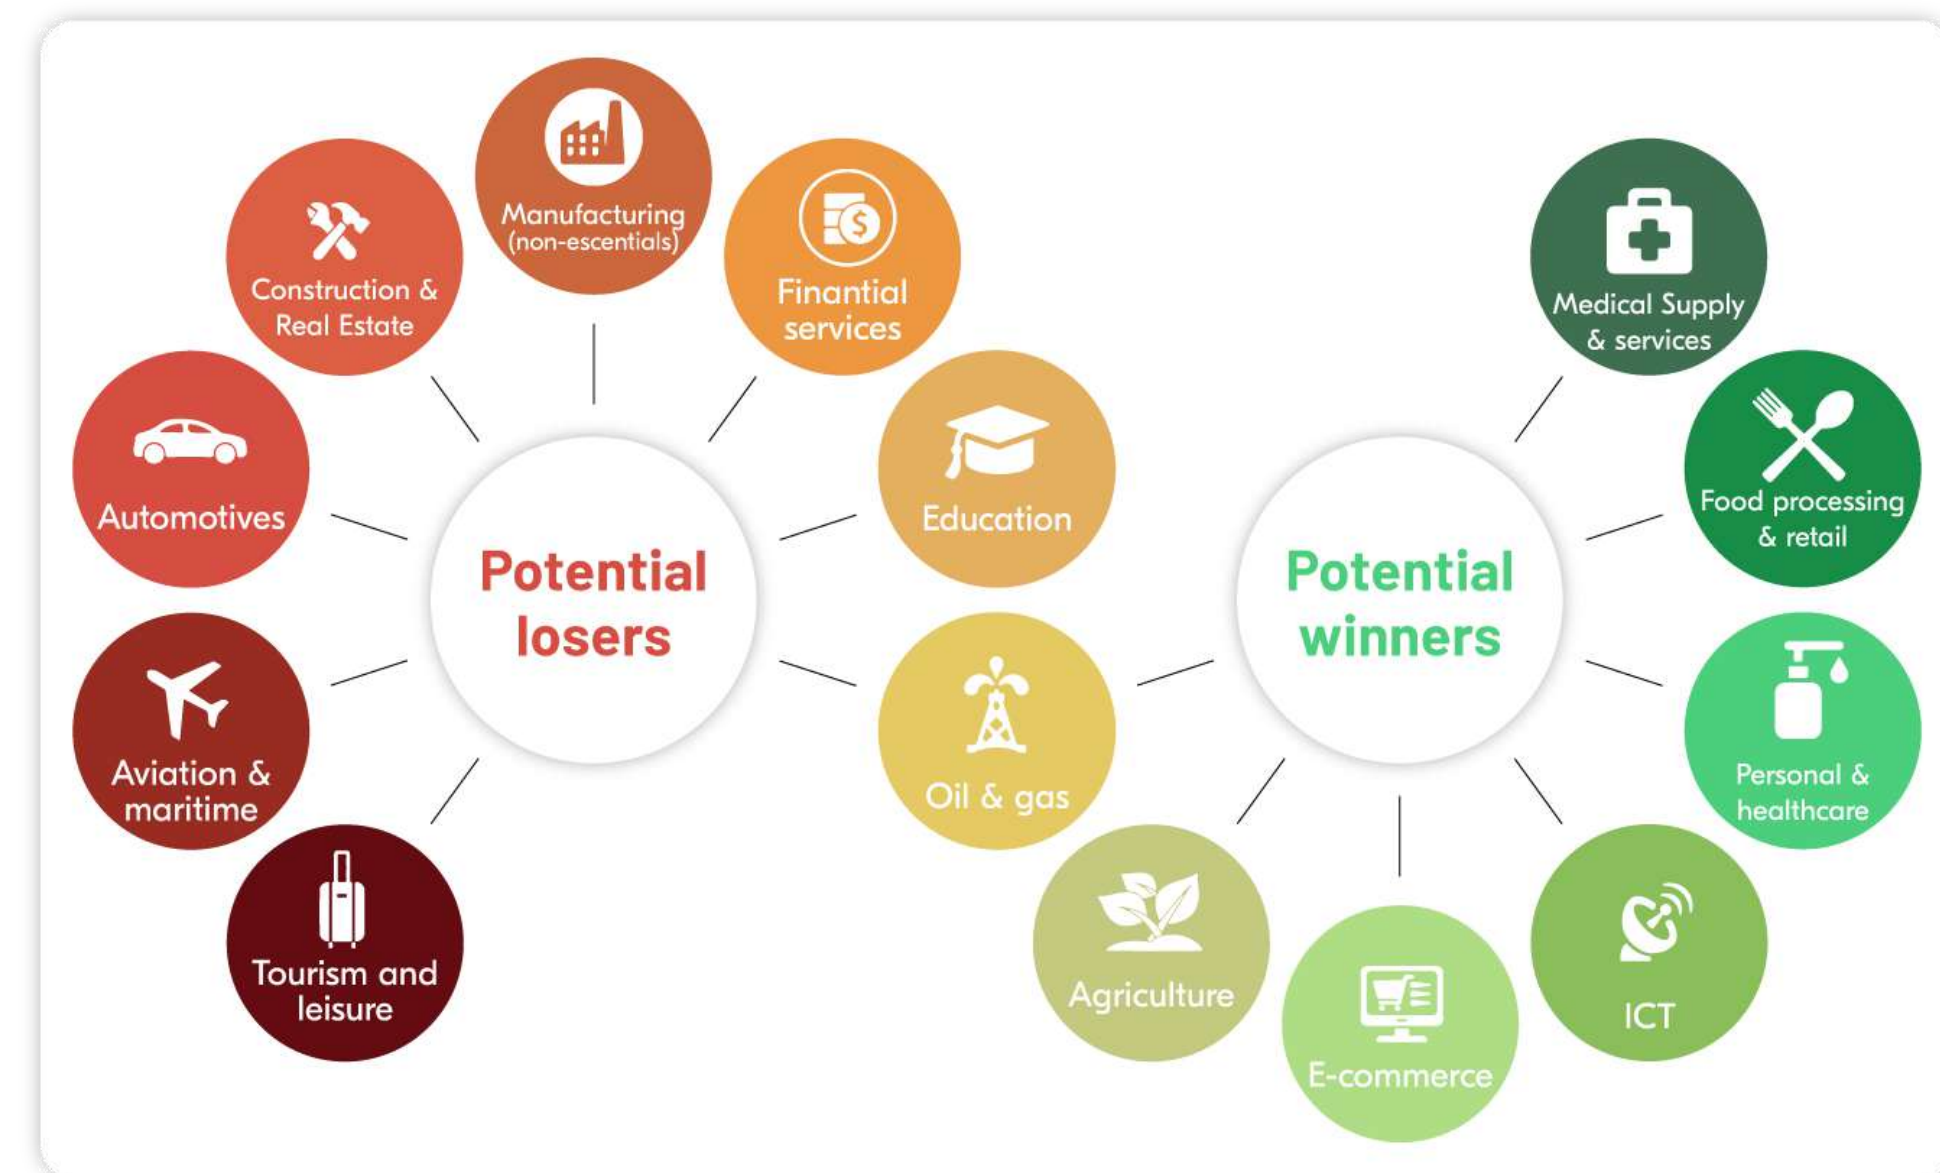 Manufacturing
(non-escentials)
Construction &
Real Estate
Finantial
services
Automotives
Education
Potential
losers
Aviation &
maritime
Oil & gas
Tourism and
leisure
Medical Supply
& services
Food processing
& retail
Potential
winners
Personal &
healthcare
Agriculture
ICT
E-commerce